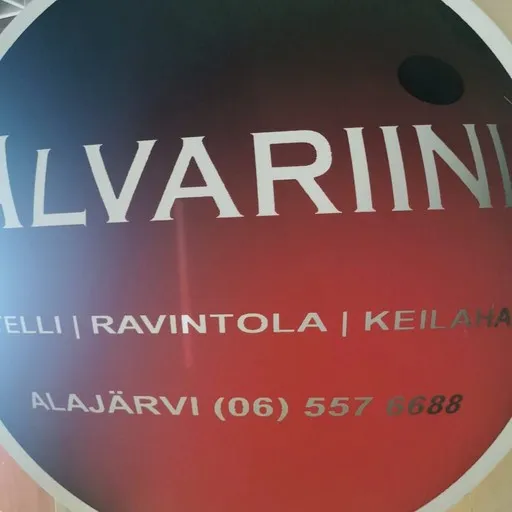 ALVARIINI
TELLI | RAVINTOLA | KEILAHA
ALAJÄRVI (06) 557 6688